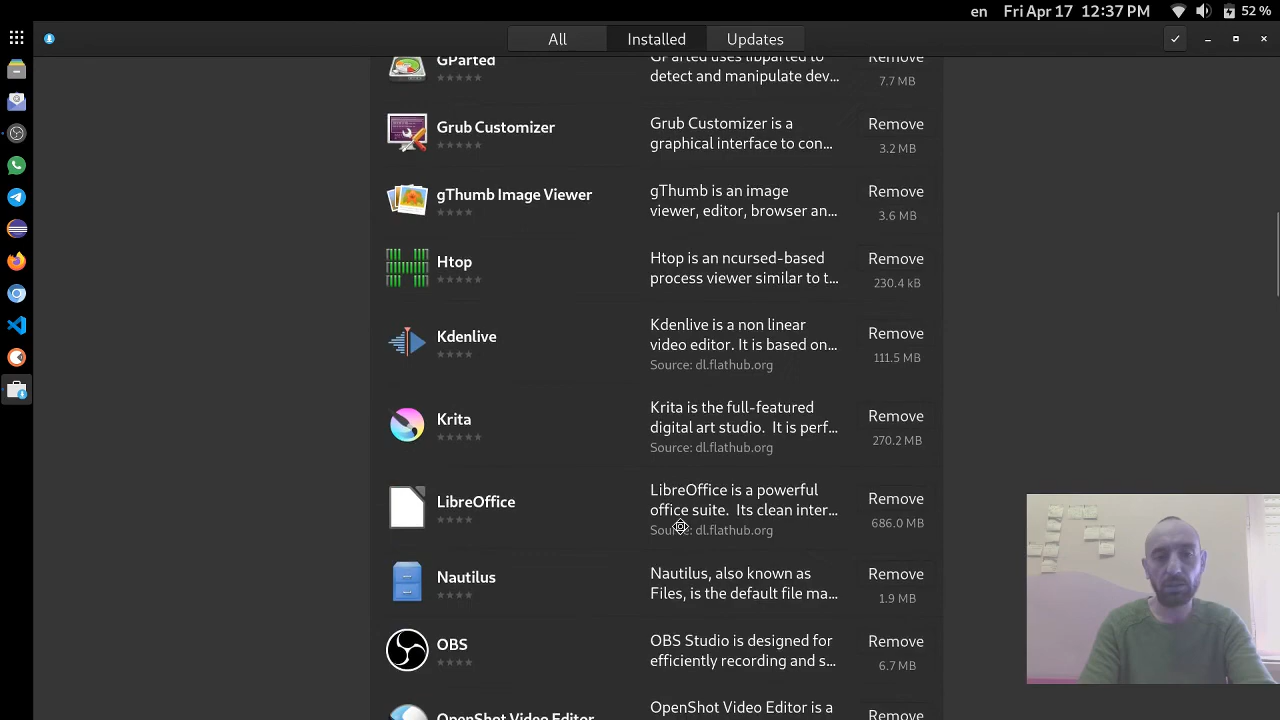 en Fri Apr 17 12:37 PM 52 %
All Installed Updates
GParted
GParted uses libparted to
detect and manipulate dev...
Remove
7.7 MB
Grub Customizer
Grub Customizer is a
graphical interface to con...
Remove
3.2 MB
gThumb Image Viewer
gThumb is an image
viewer, editor, browser an...
Remove
3.6 MB
Htop
Htop is an ncursed-based
process viewer similar to t...
Remove
230.4 kB
Kdenlive
Kdenlive is a non linear
video editor. It is based on...
Source: dl.flathub.org
Remove
111.5 MB
Krita
Krita is the full-featured
digital art studio. It is perf...
Source: dl.flathub.org
Remove
270.2 MB
LibreOffice
LibreOffice is a powerful
office suite. Its clean inter...
Source: dl.flathub.org
Remove
686.0 MB
Nautilus
Nautilus, also known as
Files, is the default file ma...
Remove
1.9 MB
OBS
OBS Studio is designed for
efficiently recording and s...
Remove
6.7 MB
OpenShot Video Editor
OpenShot Video Editor is a
Remove